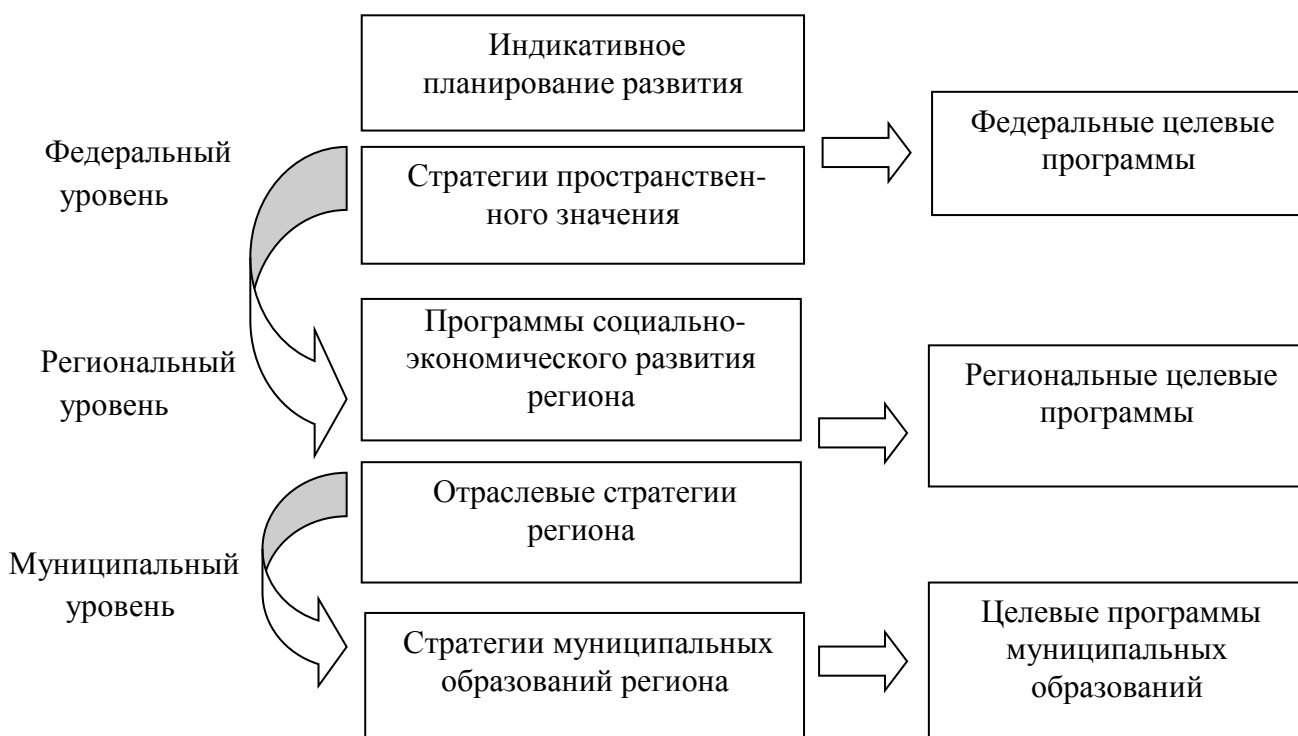 Индикативное
планирование развития
Федеральный
уровень
Стратегии пространствен-
ного значения
Федеральные целевые
программы
Региональный
уровень
Программы социально-
экономического развития
региона
Региональные целевые
программы
Отраслевые стратегии
региона
Муниципальный
уровень
Стратегии муниципальных
образований региона
Целевые программы
муниципальных
образований